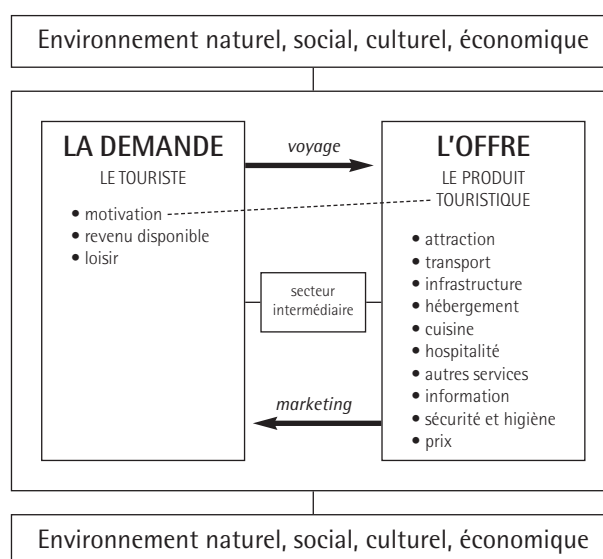 Environnement naturel, social, culturel, économique
LA DEMANDE
LE TOURISTE
• motivation
• revenu disponible
• loisir
voyage
secteur
intermédiaire
marketing
L'OFFRE
LE PRODUIT
TOURISTIQUE
• attraction
• transport
• infrastructure
• hébergement
• cuisine
• hospitalité
• autres services
• information
• sécurité et higiène
• prix
Environnement naturel, social, culturel, économique